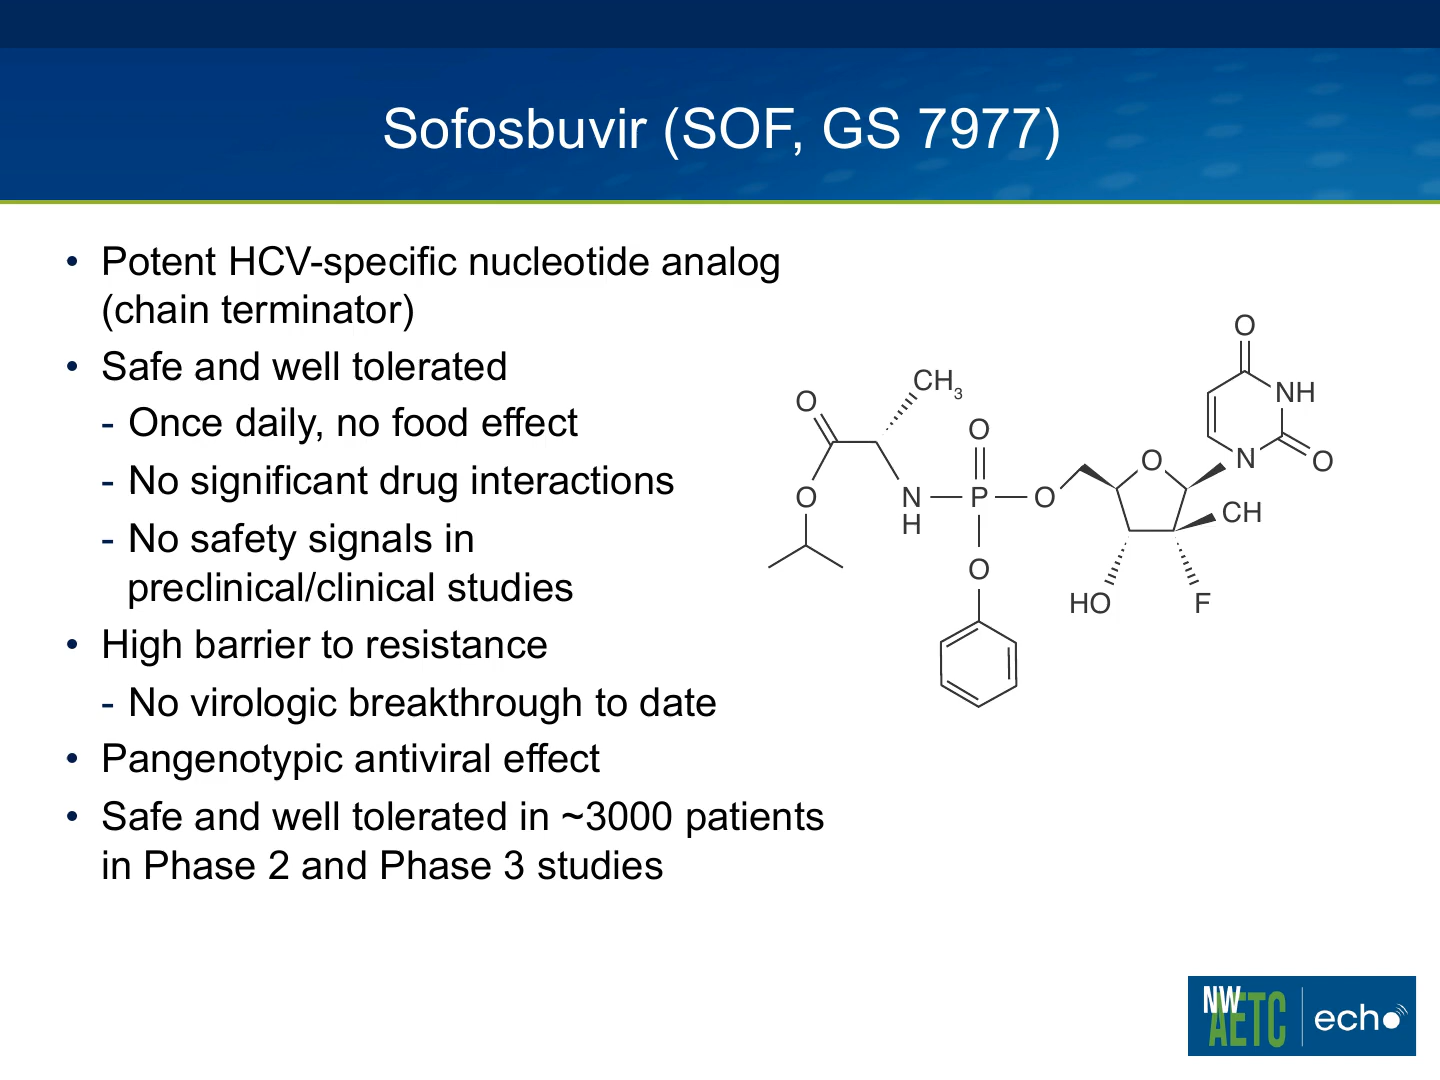 Sofosbuvir (SOF, GS 7977)
• Potent HCV-specific nucleotide analog
(chain terminator)
• Safe and well tolerated
- Once daily, no food effect
- No significant drug interactions
- No safety signals in
preclinical/clinical studies
• High barrier to resistance
- No virologic breakthrough to date
• Pangenotypic antiviral effect
• Safe and well tolerated in ~3000 patients
in Phase 2 and Phase 3 studies
O
NH
O
N
O
CH
HO
F
O
CH3
O
O
P
O
N
H
O
O
NW
AETC
echo